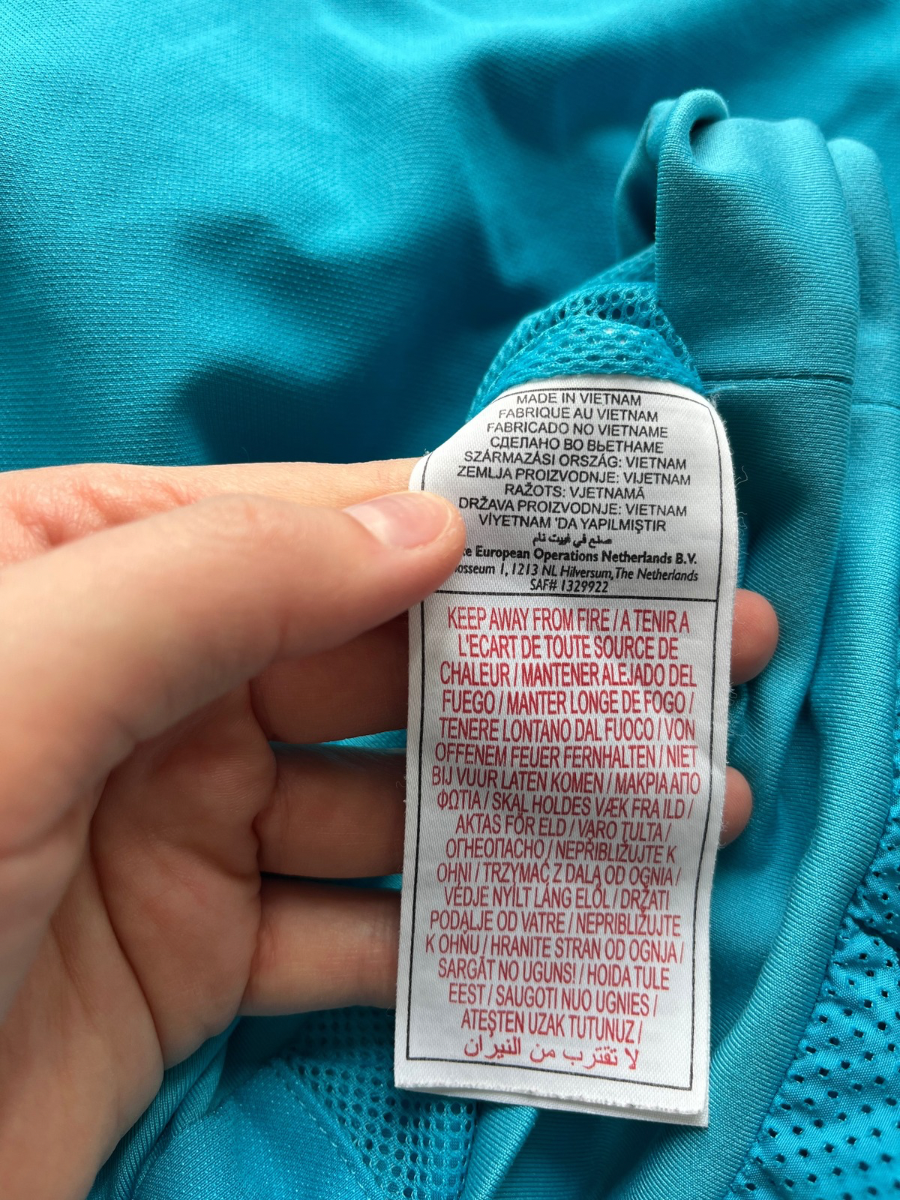 MADE IN VIETNAM
FABRIQUE AU VIETNAM
FABRICADO NO VIETNAME
СДЕЛАНО ВО ВЬЕТНАМЕ
SZÁRMAZÁSI ORSZÁG: VIETNAM
ZEMLJA PROIZVODNJE: VIJETNAM
RAŽOTS: VJETNAMĀ
DRŽAVA PROIZVODNJE: VIETNAM
VİYETNAM 'DA YAPILMIŞTIR
صنع في فييت نام
European Operations Netherlands B.V.
1, 1213 NL Hilversum, The Netherlands
SAF# 1329922
KEEP AWAY FROM FIRE / A TENIR A
L'ECART DE TOUTE SOURCE DE
CHALEUR / MANTENER ALEJADO DEL
FUEGO / MANTER LONGE DE FOGO /
TENERE LONTANO DAL FUOCO / VON
OFFENEM FEUER FERNHALTEN / NIET
BIJ VUUR LATEN KOMEN / ΜΑΚΡΙΑ ΑΠΟ
ΦΩΤΙΑ / SKAL HOLDES VÆK FRA ILD /
AKTAS FÖR ELD / VARO TULTA /
ОГНЕОПАСНО / NEPŘIBLIŽUJTE K
OHNI / TRZYMAĆ Z DALA OD OGNIA /
VÉDJE NYÍLT LÁNG ELŐL / DRŽATI
PODALJE OD VATRE / NEPRIBLIŽUJTE
K OHŇU / HRANITE STRAN OD OGNJA /
SARGĀT NO UGUNS! / HOIDA TULE
EEST / SAUGOTI NUO UGNIES /
ATEŞTEN UZAK TUTUNUZ /
لا تقترب من النيران